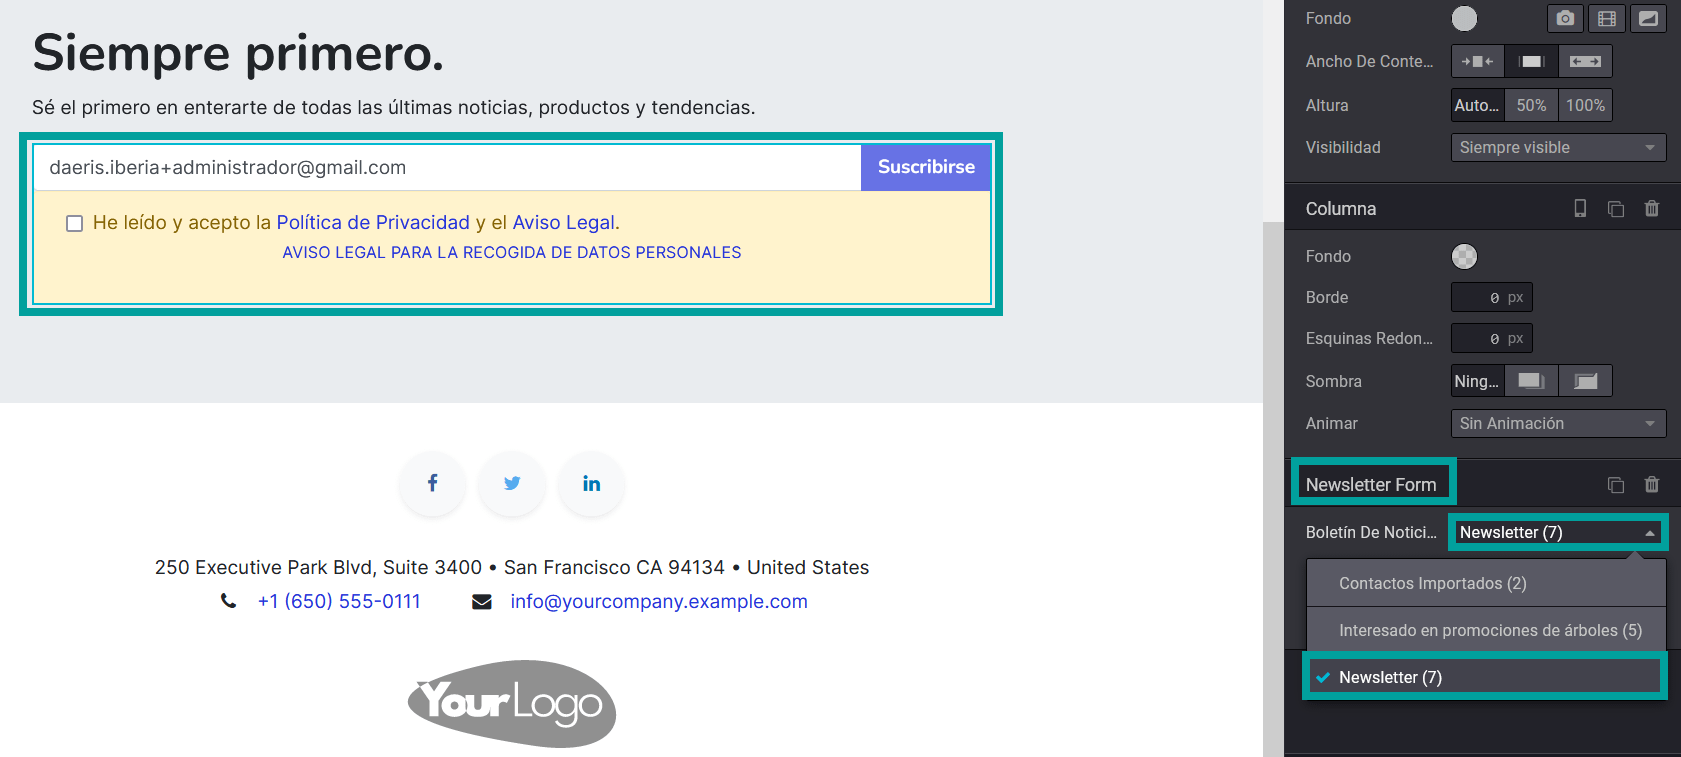 Siempre primero.
Sé el primero en enterarte de todas las últimas noticias, productos y tendencias.
daeris.iberia+administrador@gmail.com
Suscribirse
He leído y acepto la Política de Privacidad y el Aviso Legal.
AVISO LEGAL PARA LA RECOGIDA DE DATOS PERSONALES
250 Executive Park Blvd, Suite 3400 • San Francisco CA 94134 • United States
+1 (650) 555-0111 info@yourcompany.example.com
YourLogo
Fondo
Ancho De Conte...
Altura Auto... 50% 100%
Visibilidad Siempre visible
Columna
Fondo
Borde 0 px
Esquinas Redon... 0 px
Sombra Ning...
Animar Sin Animación
Newsletter Form
Boletín De Notici... Newsletter (7)
Contactos Importados (2)
Interesado en promociones de árboles (5)
Newsletter (7)